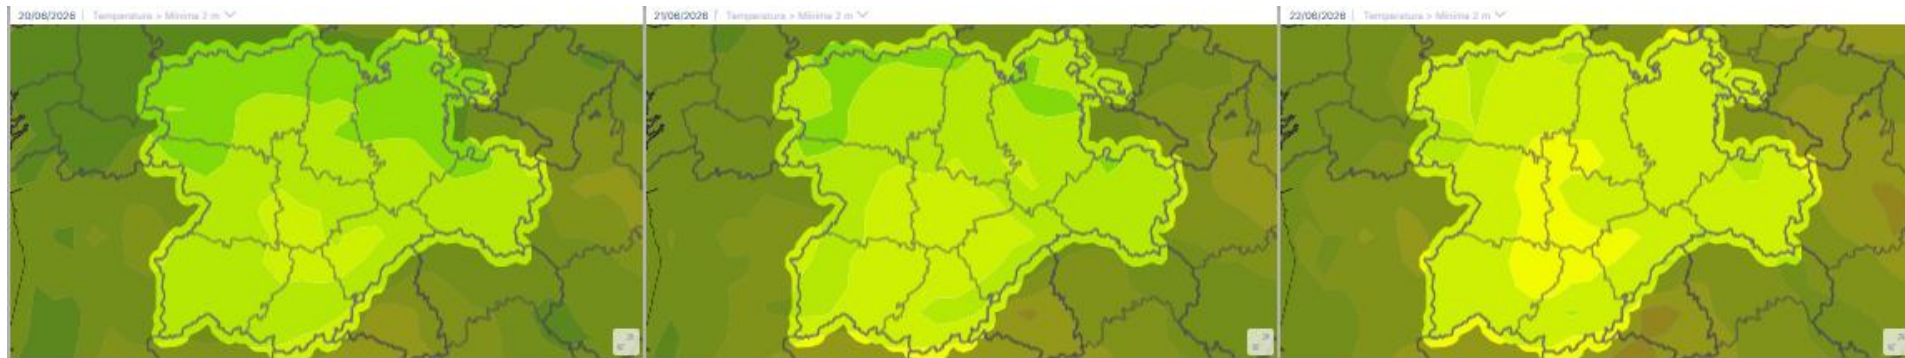 20/06/2026 | Temperatura > Mínima 2 m
21/06/2026 | Temperatura > Mínima 2 m
22/06/2026 | Temperatura > Mínima 2 m